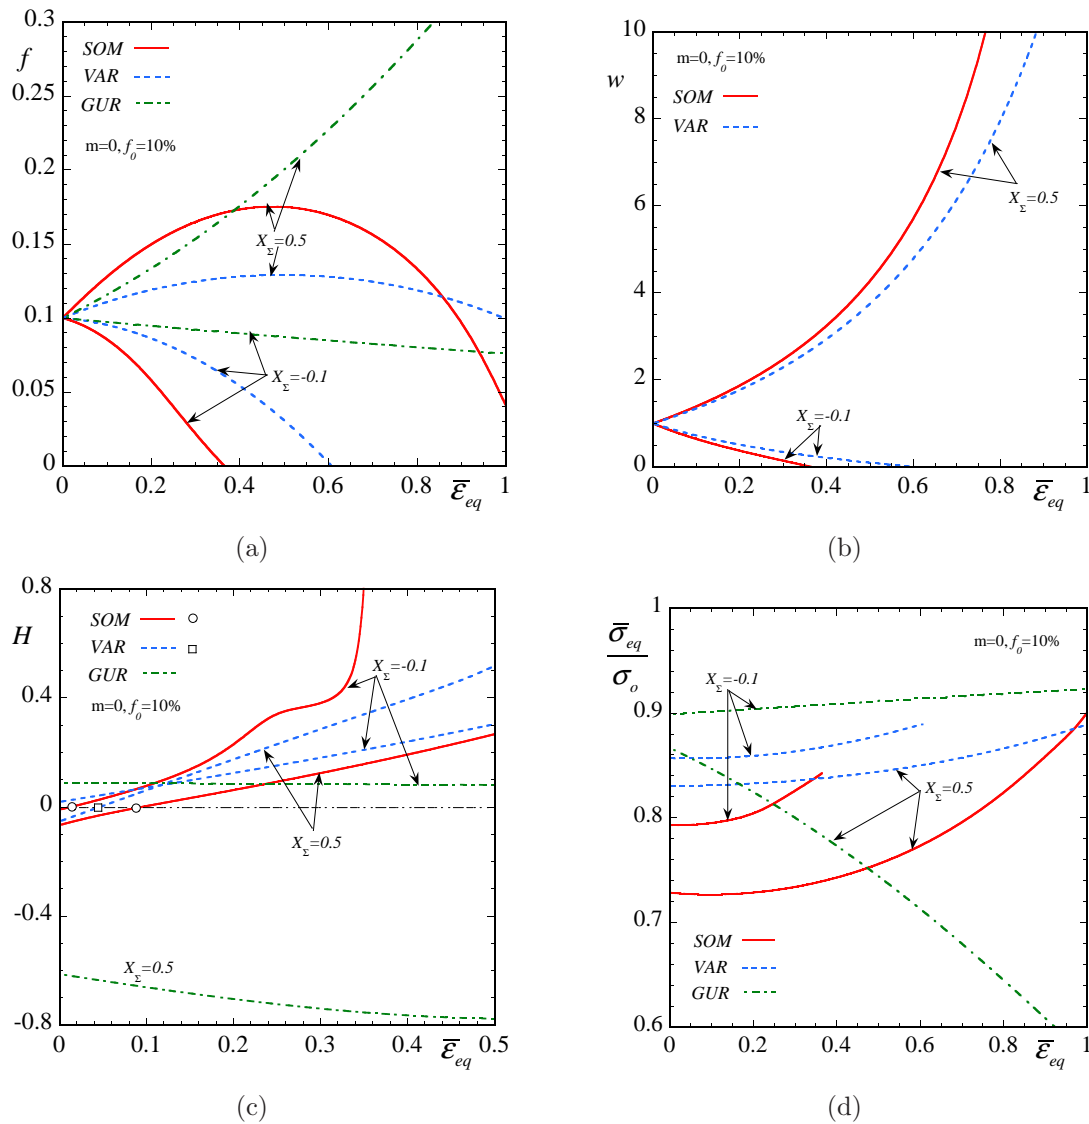 0.3
f
SOM
VAR
GUR
m=0, f₀=10%
0.25
0.2
0.15
0.1
0.05
0
X_Σ=0.5
X_Σ=-0.1
0 0.2 0.4 0.6 0.8 1
ε̅_eq
(a)
10
w
m=0, f₀=10%
SOM
VAR
8
6
4
2
0
X_Σ=0.5
X_Σ=-0.1
0 0.2 0.4 0.6 0.8 1
ε̅_eq
(b)
0.8
H
SOM
VAR
GUR
m=0, f₀=10%
0.4
0
-0.4
-0.8
X_Σ=-0.1
X_Σ=0.5
X_Σ=0.5
0 0.1 0.2 0.3 0.4 0.5
ε̅_eq
(c)
1
σ̅_eq
σ_o
m=0, f₀=10%
X_Σ=-0.1
0.9
0.8
0.7
0.6
X_Σ=0.5
SOM
VAR
GUR
0 0.2 0.4 0.6 0.8 1
ε̅_eq
(d)